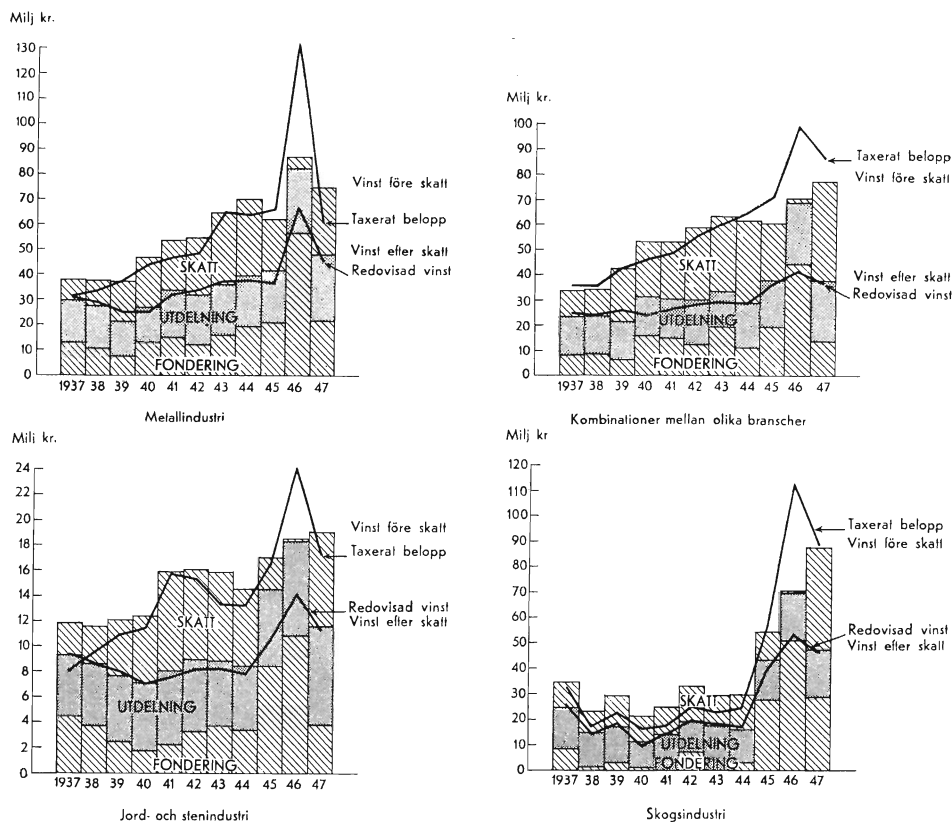 Milj kr.
130
120
110
100
90
80
70
60
50
40
30
20
10
0
Vinst före skatt
Taxerat belopp
Vinst efter skatt
Redovisad vinst
SKATT
UTDELNING
FONDERING
1937 38 39 40 41 42 43 44 45 46 47
Metallindustri
Milj kr.
100
90
80
70
60
50
40
30
20
10
0
Taxerat belopp
Vinst före skatt
Vinst efter skatt
Redovisad vinst
SKATT
UTDELNING
FONDERING
1937 38 39 40 41 42 43 44 45 46 47
Kombinationer mellan olika branscher
Milj kr.
24
22
20
18
16
14
12
10
8
6
4
2
0
Vinst före skatt
Taxerat belopp
Redovisad vinst
Vinst efter skatt
SKATT
UTDELNING
FONDERING
1937 38 39 40 41 42 43 44 45 46 47
Jord- och stenindustri
Milj kr
120
110
100
90
80
70
60
50
40
30
20
10
0
Taxerat belopp
Vinst före skatt
Redovisad vinst
Vinst efter skatt
SKATT
UTDELNING
FONDERING
1937 38 39 40 41 42 43 44 45 46 47
Skogsindustri